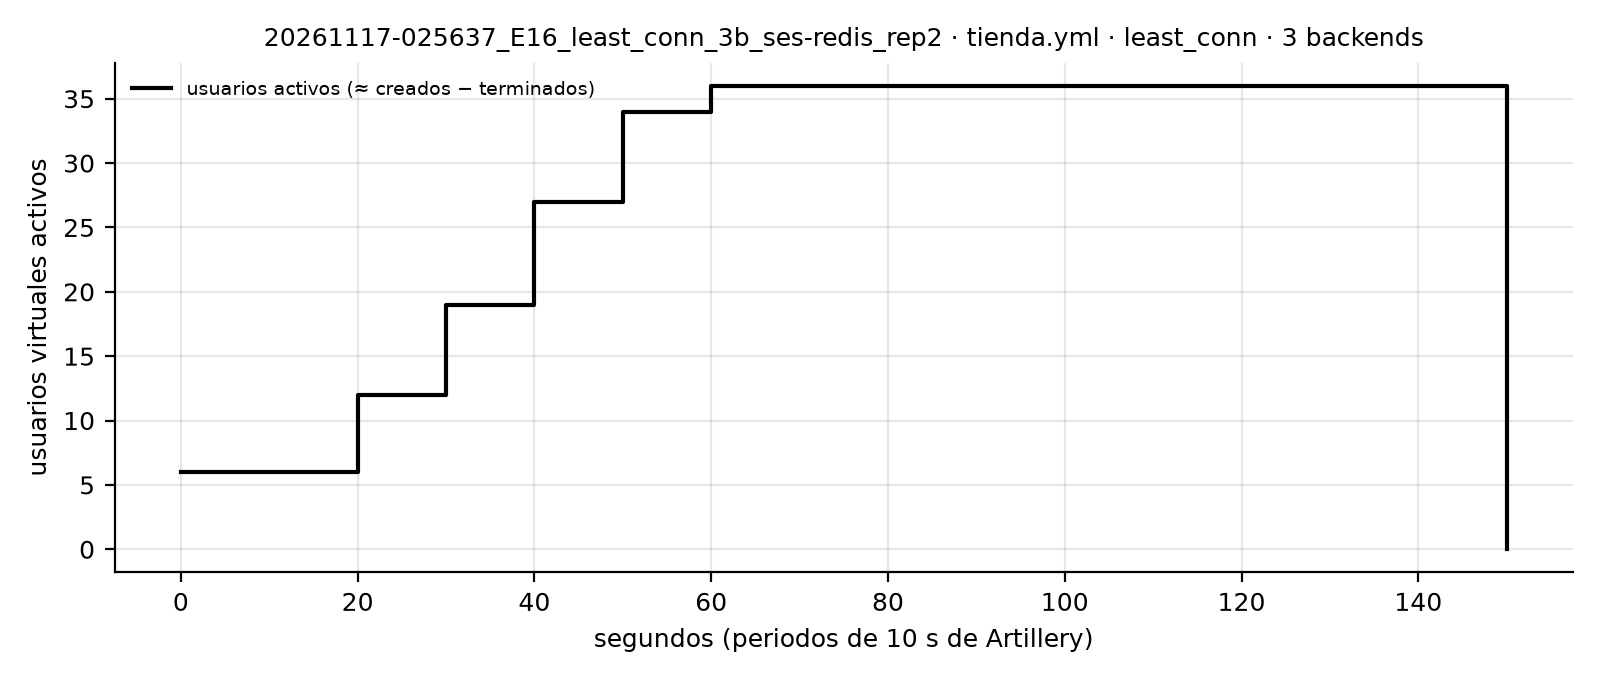 20261117-025637_E16_least_conn_3b_ses-redis_rep2 · tienda.yml · least_conn · 3 backends
usuarios activos (≈ creados − terminados)
usuarios virtuales activos
35
30
25
20
15
10
5
0
0 20 40 60 80 100 120 140
segundos (periodos de 10 s de Artillery)